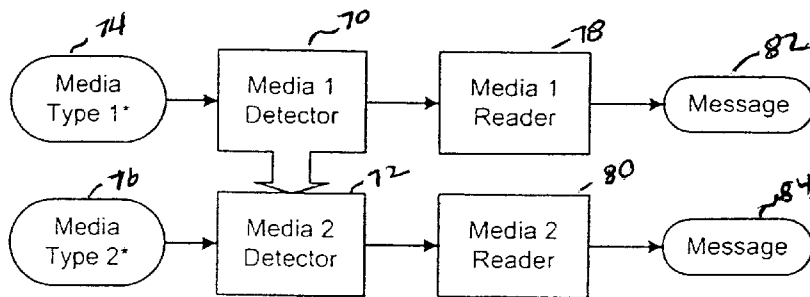 74
70
78
82
Media
Type 1*
Media 1
Detector
Media 1
Reader
Message
76
72
80
84
Media
Type 2*
Media 2
Detector
Media 2
Reader
Message